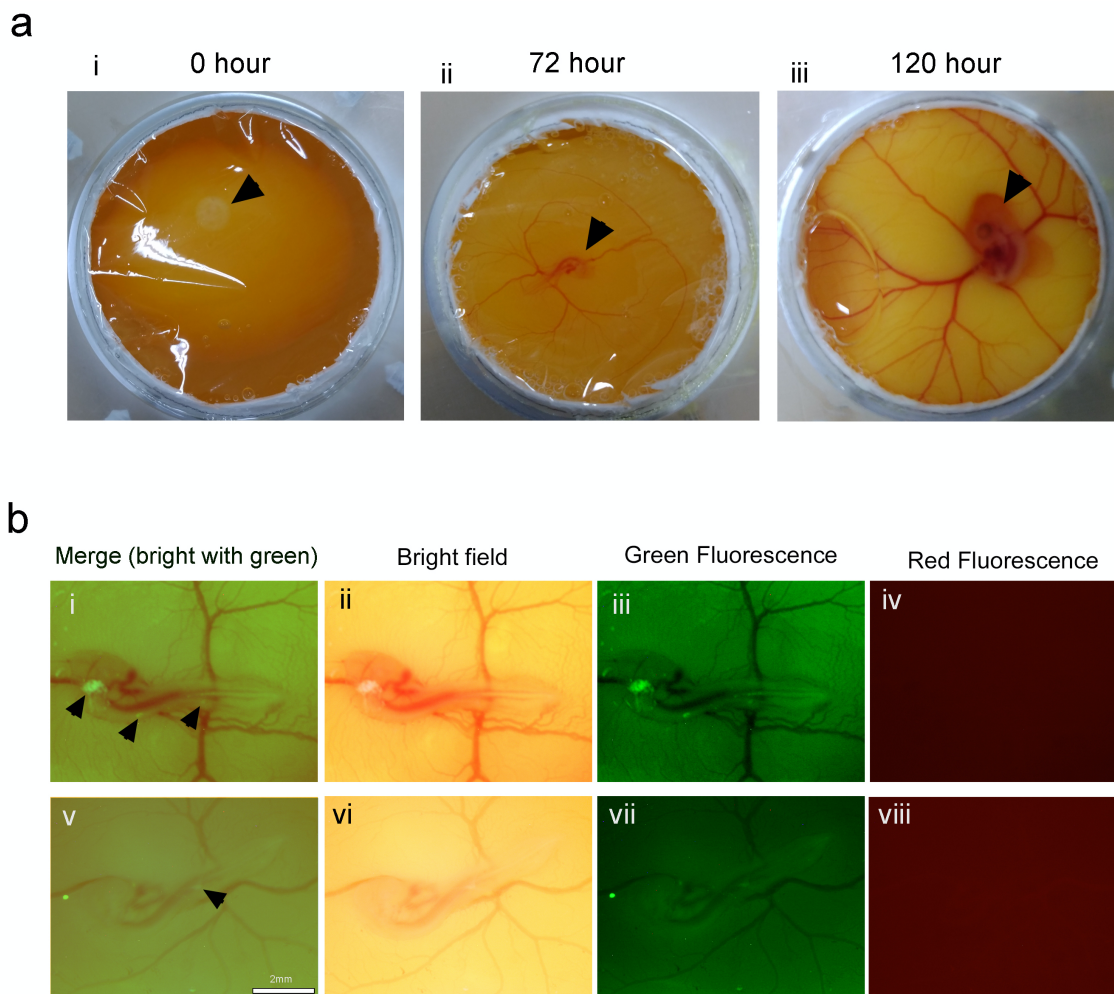 a
i
0 hour
ii
72 hour
iii
120 hour
b
Merge (bright with green)
Bright field
Green Fluorescence
Red Fluorescence
i
ii
iii
iv
v
vi
vii
viii
2mm